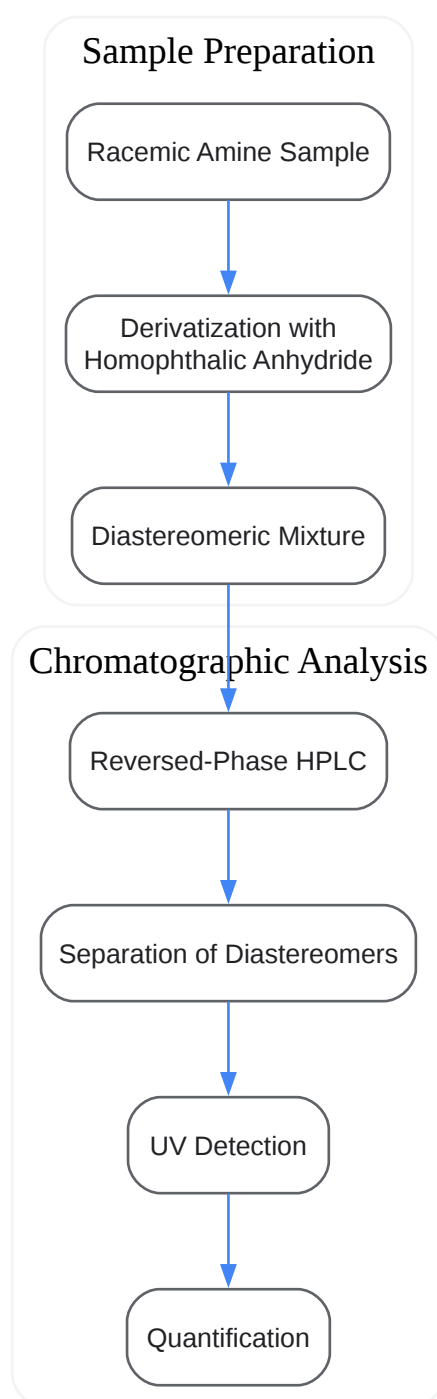 Sample Preparation
Racemic Amine Sample
Derivatization with
Homophthalic Anhydride
Diastereomeric Mixture
Chromatographic Analysis
Reversed-Phase HPLC
Separation of Diastereomers
UV Detection
Quantification